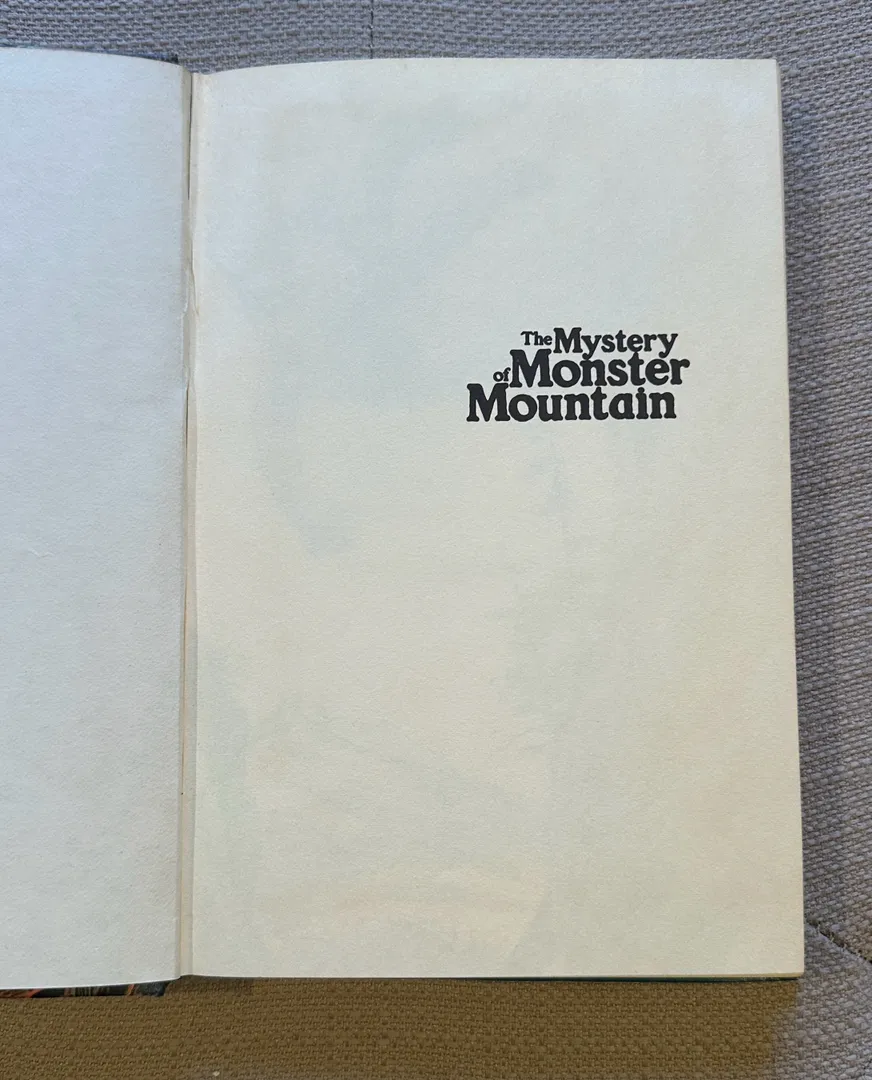 The Mystery
of Monster
Mountain